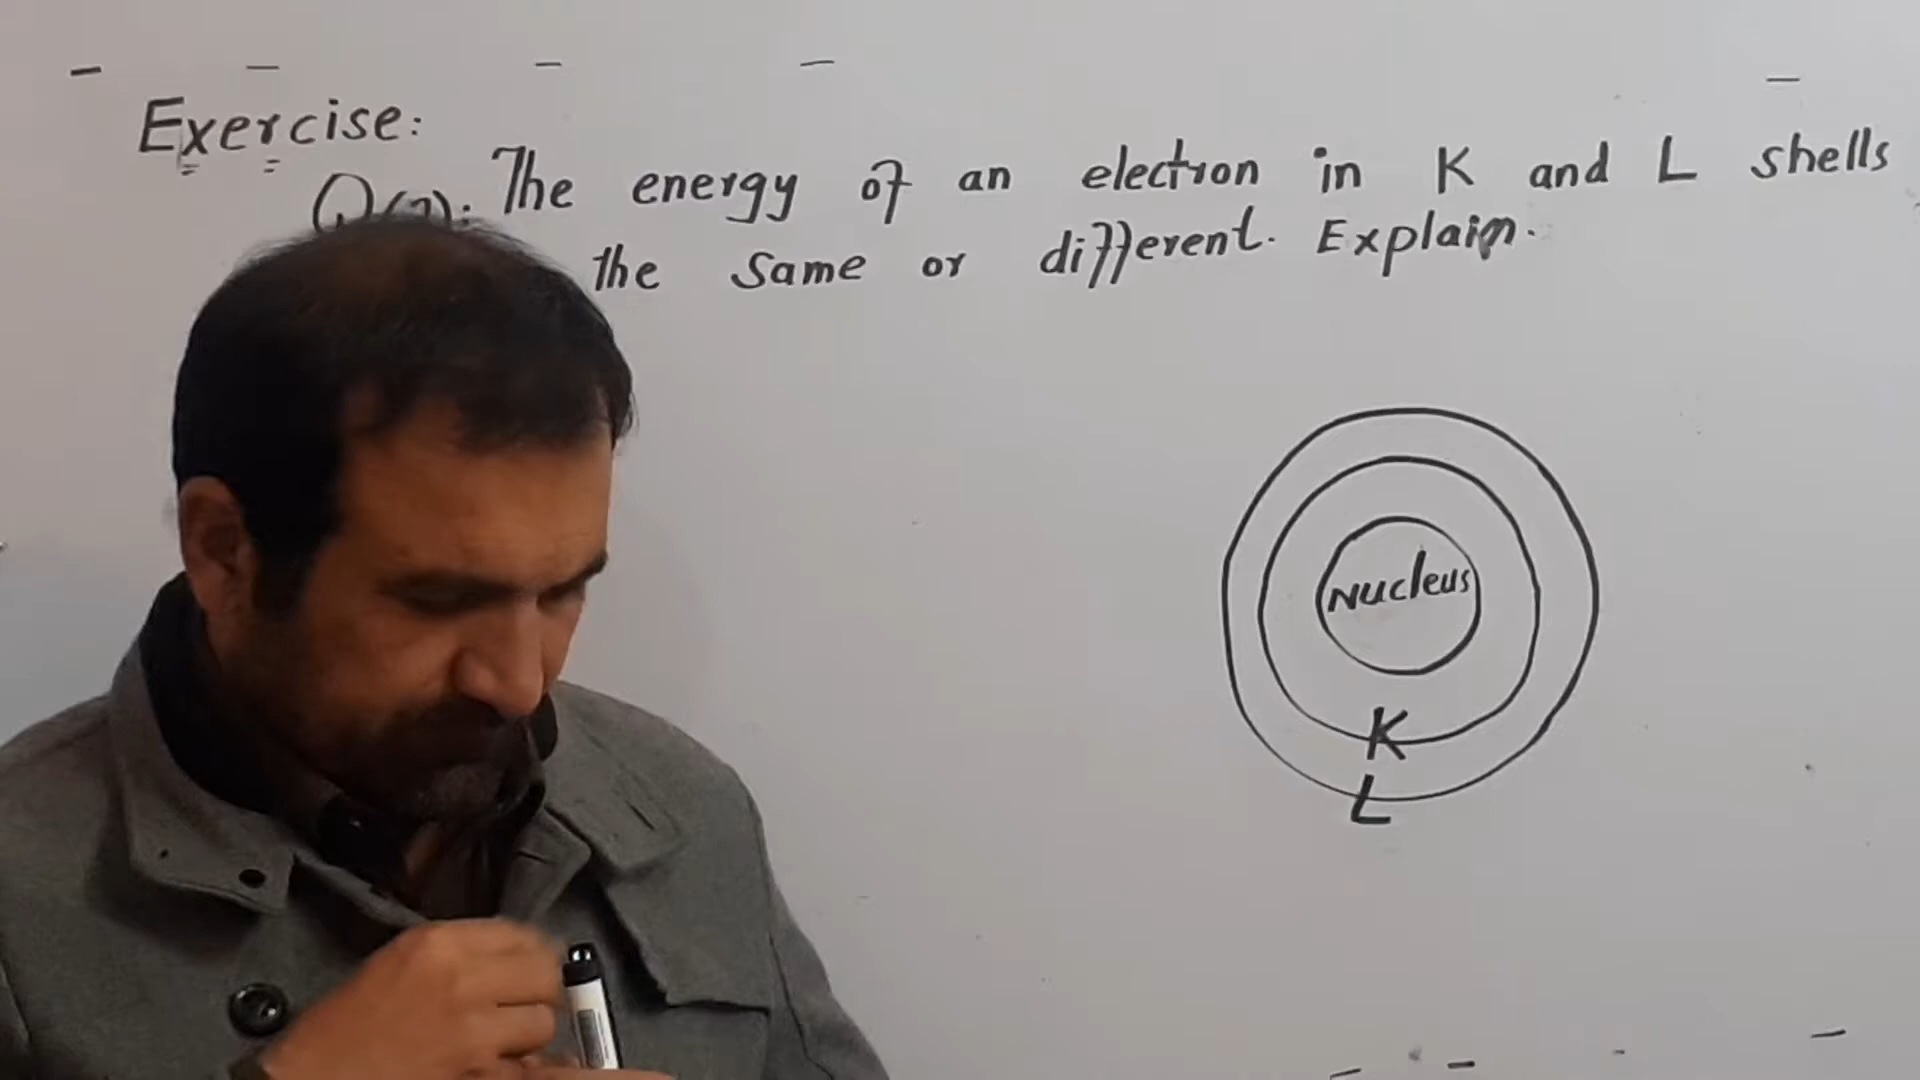 Exercise:
The energy of an electron in K and L shells
the same or different. Explain.
Nucleus
K
L